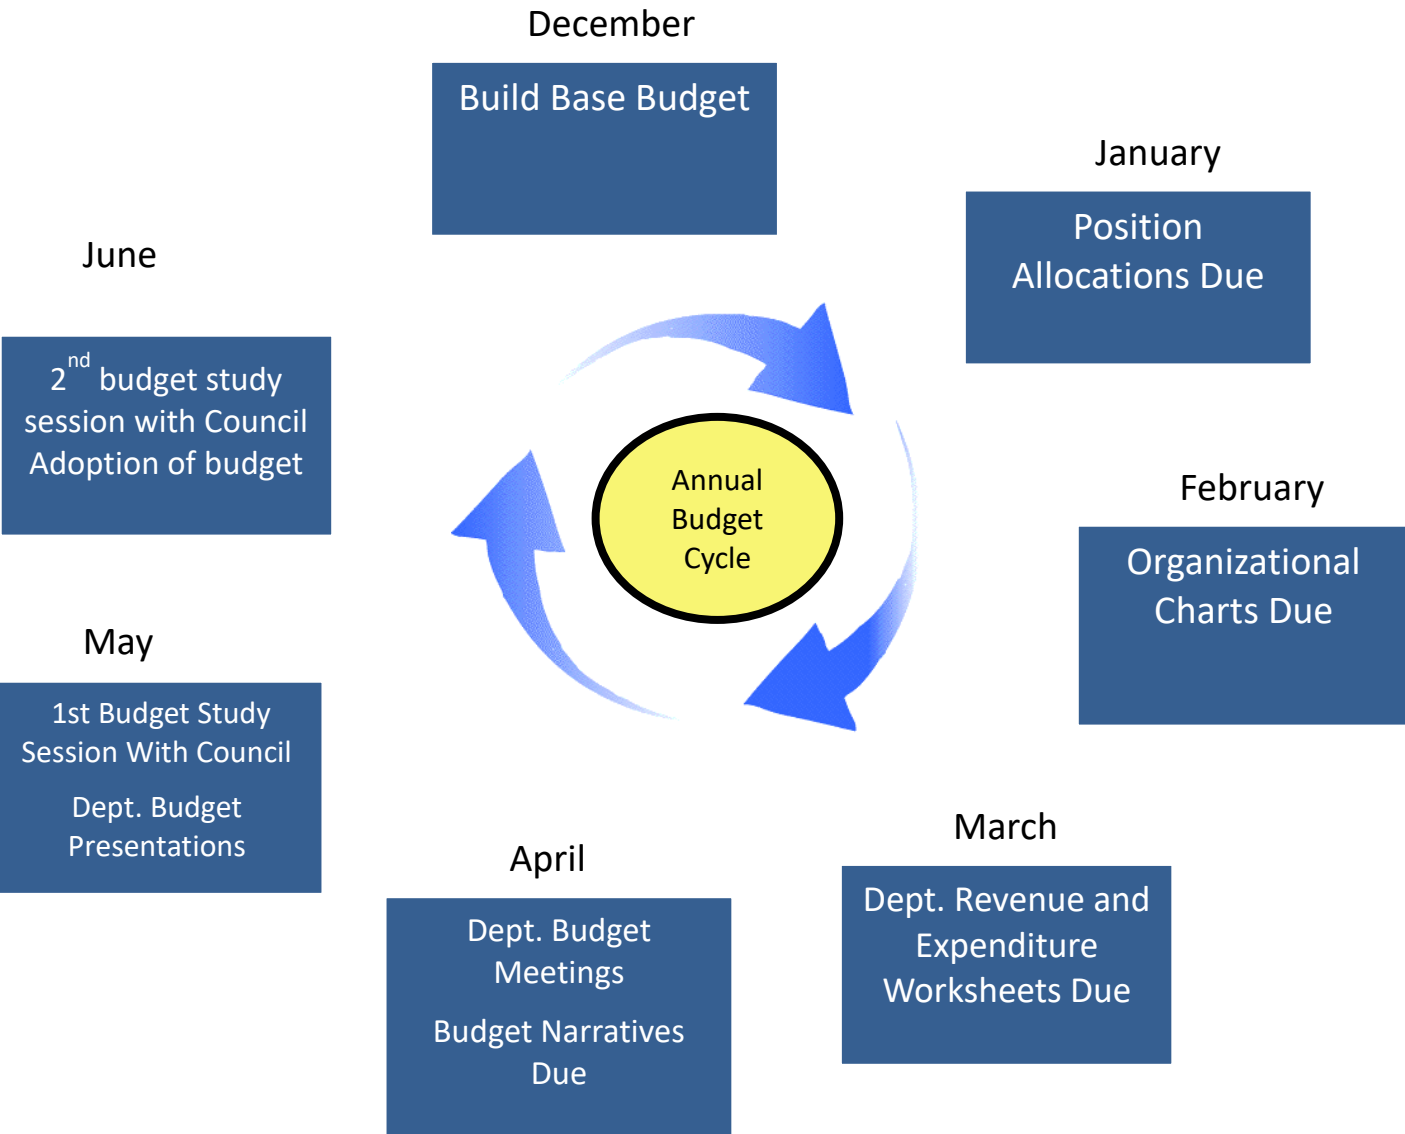 December
Build Base Budget
January
Position
Allocations Due
February
Organizational
Charts Due
March
Dept. Revenue and
Expenditure
Worksheets Due
April
Dept. Budget
Meetings
Budget Narratives
Due
May
1st Budget Study
Session With Council
Dept. Budget
Presentations
June
2nd budget study
session with Council
Adoption of budget
Annual
Budget
Cycle